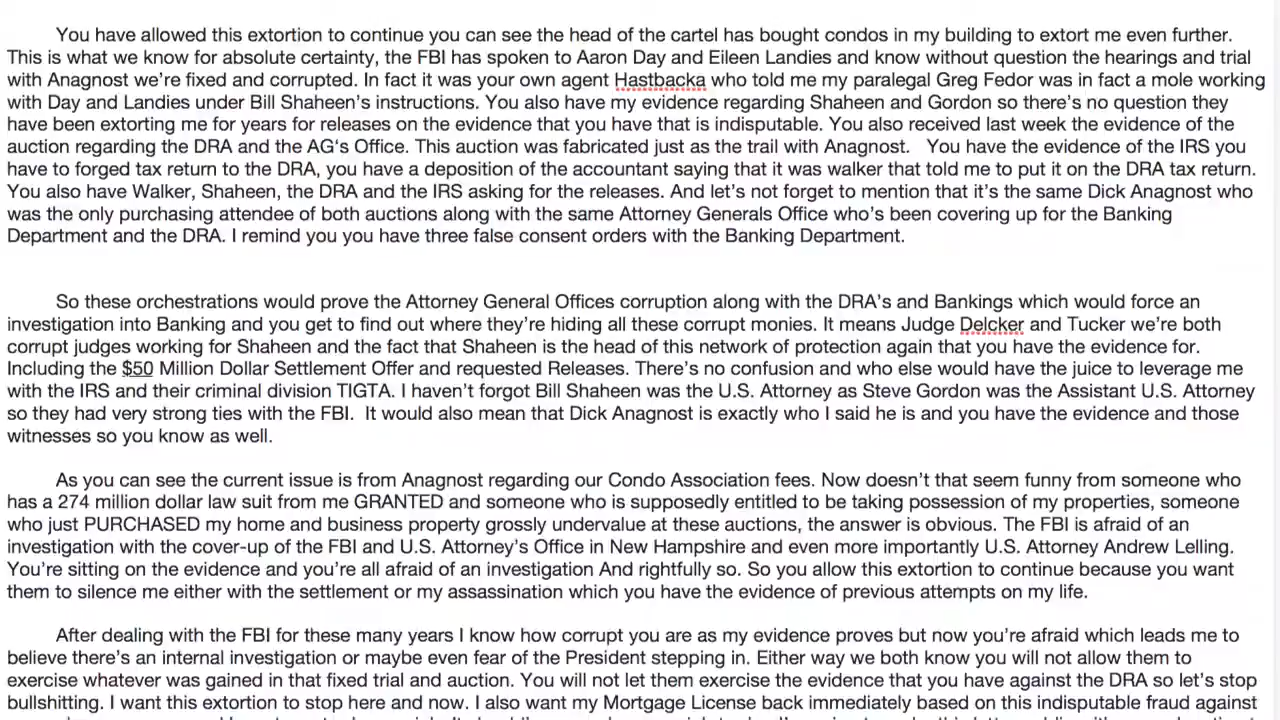 You have allowed this extortion to continue you can see the head of the cartel has bought condos in my building to extort me even further.
This is what we know for absolute certainty, the FBI has spoken to Aaron Day and Eileen Landies and know without question the hearings and trial
with Anagnost we're fixed and corrupted. In fact it was your own agent Hastbacka who told me my paralegal Greg Fedor was in fact a mole working
with Day and Landies under Bill Shaheen's instructions. You also have my evidence regarding Shaheen and Gordon so there's no question they
have been extorting me for years for releases on the evidence that you have that is indisputable. You also received last week the evidence of the
auction regarding the DRA and the AG's Office. This auction was fabricated just as the trail with Anagnost.   You have the evidence of the IRS you
have to forged tax return to the DRA, you have a deposition of the accountant saying that it was walker that told me to put it on the DRA tax return.
You also have Walker, Shaheen, the DRA and the IRS asking for the releases. And let's not forget to mention that it's the same Dick Anagnost who
was the only purchasing attendee of both auctions along with the same Attorney Generals Office who's been covering up for the Banking
Department and the DRA. I remind you you have three false consent orders with the Banking Department.
So these orchestrations would prove the Attorney General Offices corruption along with the DRA's and Bankings which would force an
investigation into Banking and you get to find out where they're hiding all these corrupt monies. It means Judge Delcker and Tucker we're both
corrupt judges working for Shaheen and the fact that Shaheen is the head of this network of protection again that you have the evidence for.
Including the $50 Million Dollar Settlement Offer and requested Releases. There's no confusion and who else would have the juice to leverage me
with the IRS and their criminal division TIGTA. I haven't forgot Bill Shaheen was the U.S. Attorney as Steve Gordon was the Assistant U.S. Attorney
so they had very strong ties with the FBI.  It would also mean that Dick Anagnost is exactly who I said he is and you have the evidence and those
witnesses so you know as well.
As you can see the current issue is from Anagnost regarding our Condo Association fees. Now doesn't that seem funny from someone who
has a 274 million dollar law suit from me GRANTED and someone who is supposedly entitled to be taking possession of my properties, someone
who just PURCHASED my home and business property grossly undervalue at these auctions, the answer is obvious. The FBI is afraid of an
investigation with the cover-up of the FBI and U.S. Attorney's Office in New Hampshire and even more importantly U.S. Attorney Andrew Lelling.
You're sitting on the evidence and you're all afraid of an investigation And rightfully so. So you allow this extortion to continue because you want
them to silence me either with the settlement or my assassination which you have the evidence of previous attempts on my life.
After dealing with the FBI for these many years I know how corrupt you are as my evidence proves but now you're afraid which leads me to
believe there's an internal investigation or maybe even fear of the President stepping in. Either way we both know you will not allow them to
exercise whatever was gained in that fixed trial and auction. You will not let them exercise the evidence that you have against the DRA so let's stop
bullshitting. I want this extortion to stop here and now. I also want my Mortgage License back immediately based on this indisputable fraud against